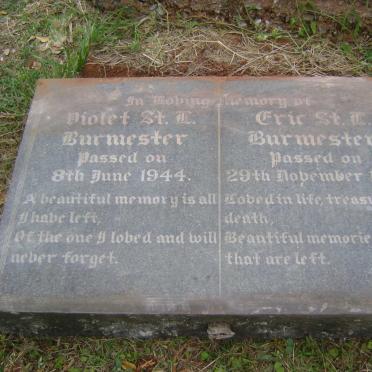 In Loving Memory of
Violet St. L.
Burmester
Passed on
8th June 1944.
A beautiful memory is all
I have left,
Of the one I loved and will
never forget.
Eric St. L.
Burmester
Passed on
29th November
Loved in life,
death,
Beautiful
that are left.